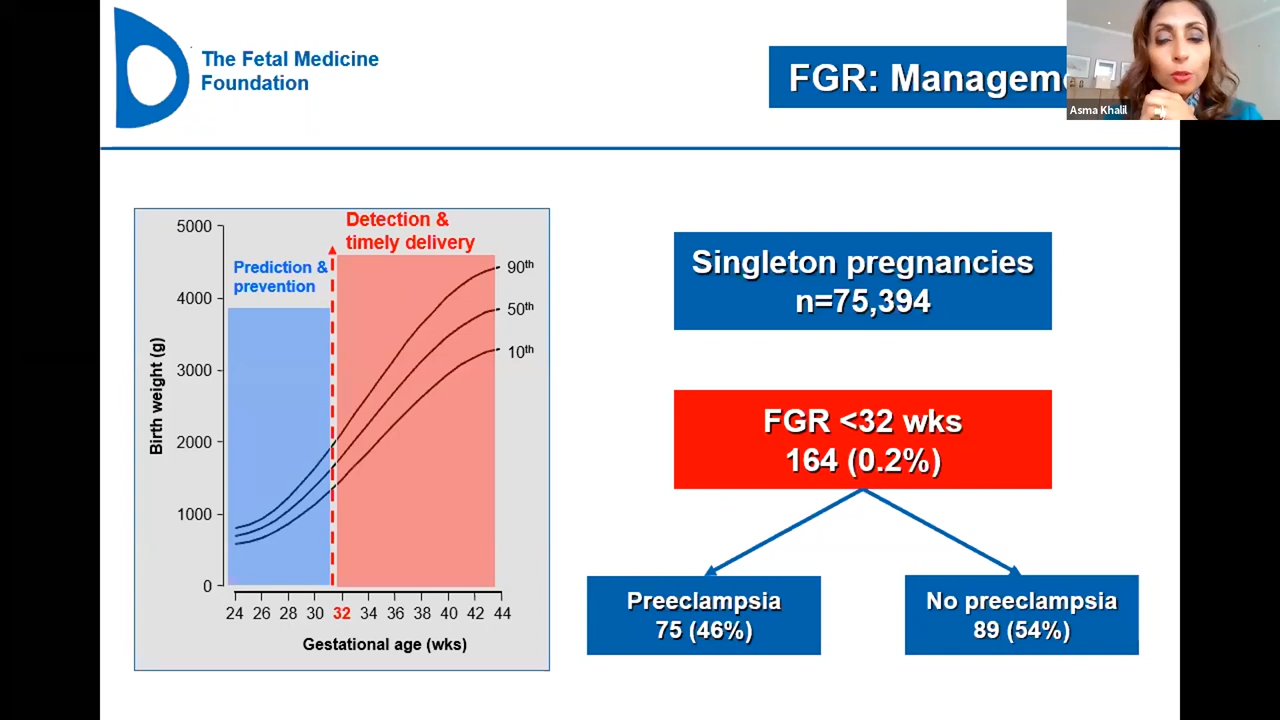 The Fetal Medicine
Foundation
FGR: Managem
Asma Khalil
Detection &
timely delivery
Prediction &
prevention
5000
4000
3000
2000
1000
0
Birth weight (g)
90th
50th
10th
24 26 28 30 32 34 36 38 40 42 44
Gestational age (wks)
Singleton pregnancies
n=75,394
FGR <32 wks
164 (0.2%)
Preeclampsia
75 (46%)
No preeclampsia
89 (54%)